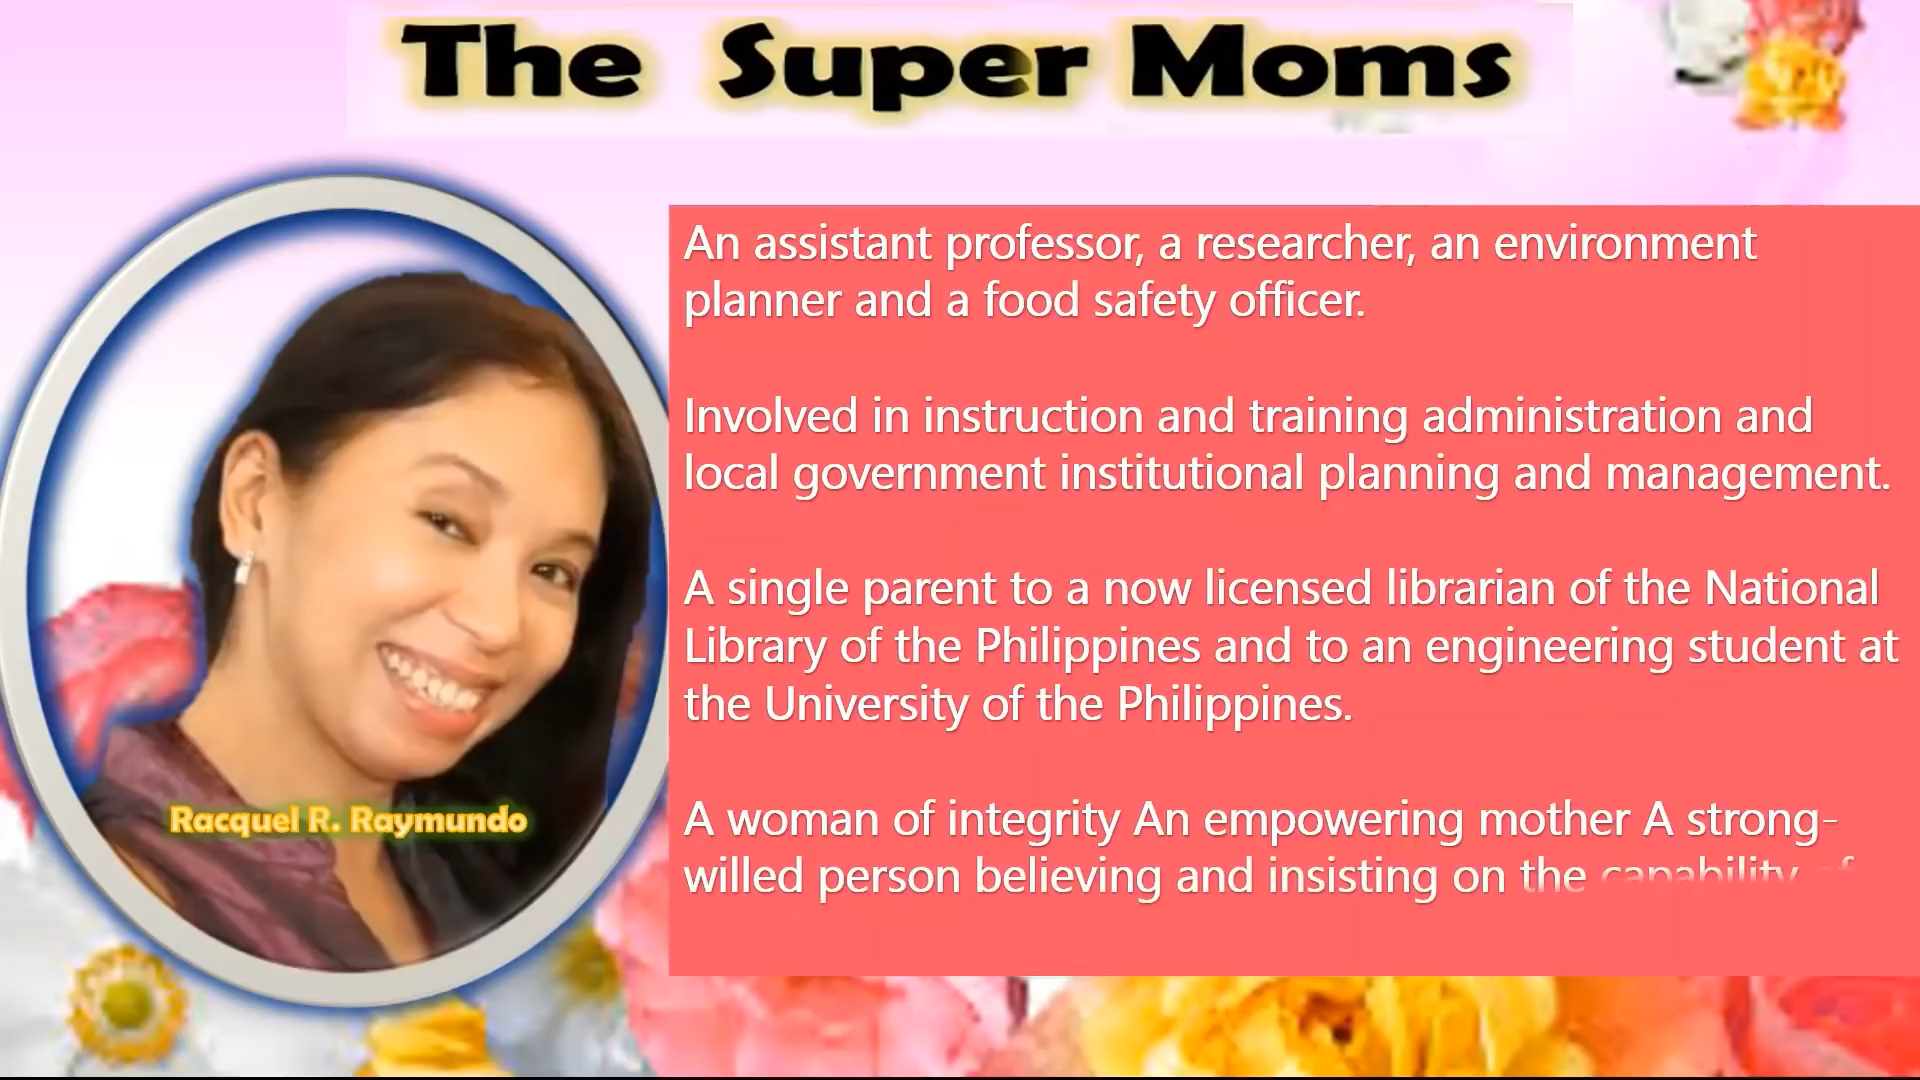 The Super Moms
An assistant professor, a researcher, an environment
planner and a food safety officer.
Involved in instruction and training administration and
local government institutional planning and management.
A single parent to a now licensed librarian of the National
Library of the Philippines and to an engineering student at
the University of the Philippines.
A woman of integrity An empowering mother A strong-
willed person believing and insisting on the capability of
Racquel R. Raymundo